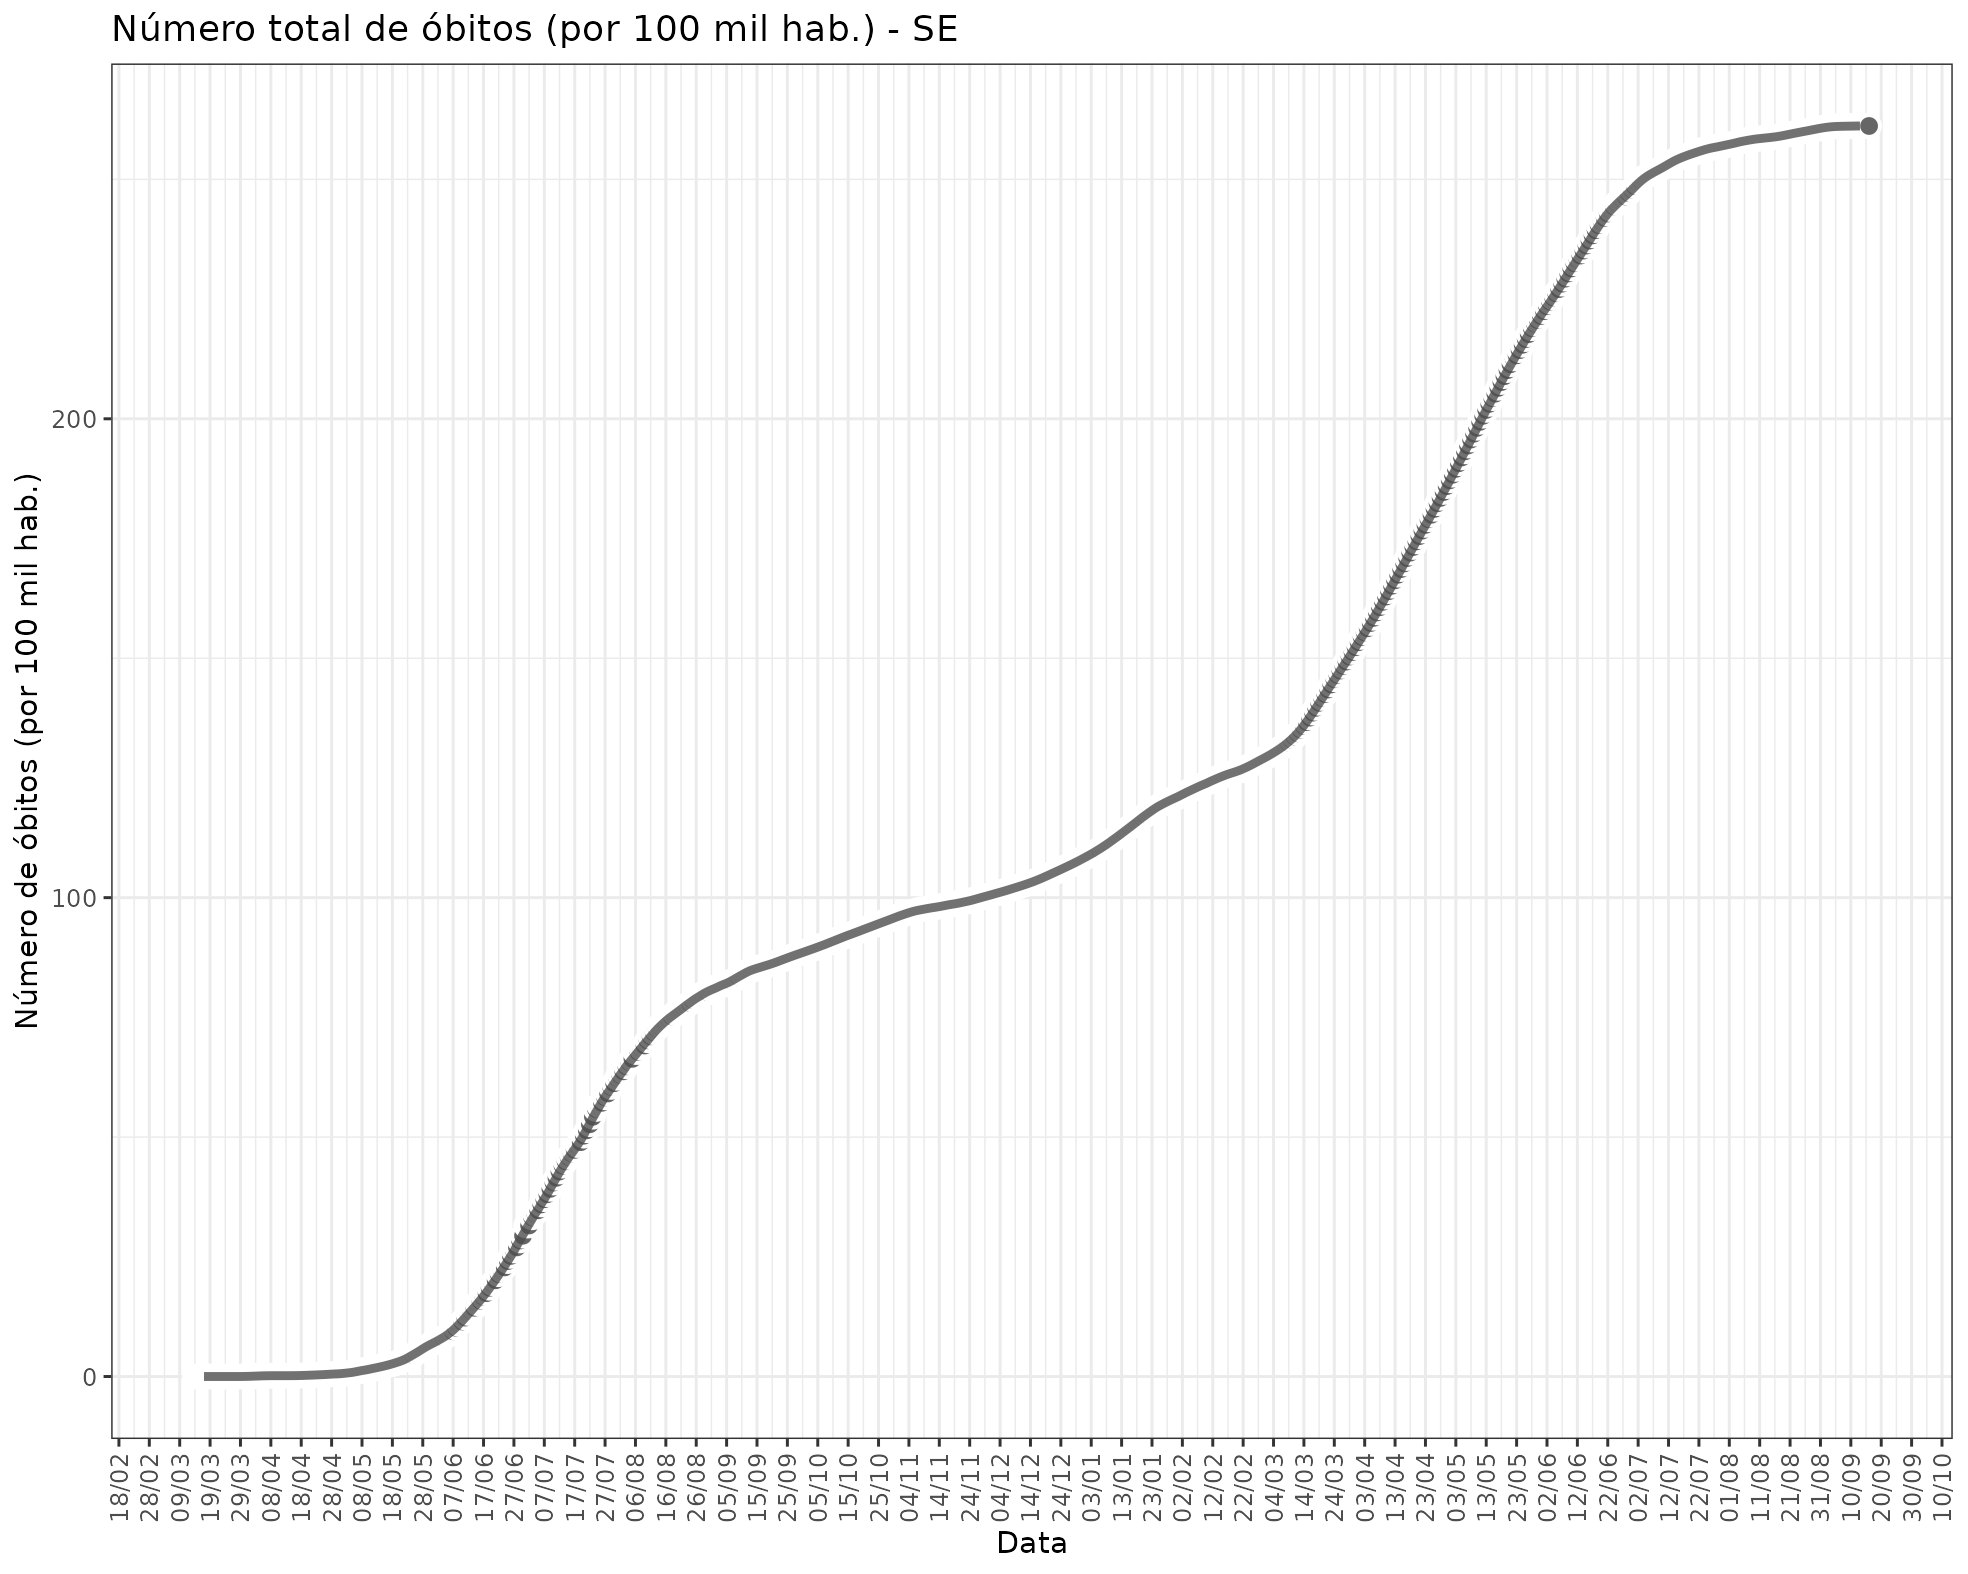 Número total de óbitos (por 100 mil hab.) - SE
Número de óbitos (por 100 mil hab.)
200
100
0
18/02 28/02 09/03 19/03 29/03 08/04 18/04 28/04 08/05 18/05 28/05 07/06 17/06 27/06 07/07 17/07 27/07 06/08 16/08 26/08 05/09 15/09 25/09 05/10 15/10 25/10 04/11 14/11 24/11 04/12 14/12 24/12 03/01 13/01 23/01 02/02 12/02 22/02 04/03 14/03 24/03 03/04 13/04 23/04 03/05 13/05 23/05 02/06 12/06 22/06 02/07 12/07 22/07 01/08 11/08 21/08 31/08 10/09 20/09 30/09 10/10
Data